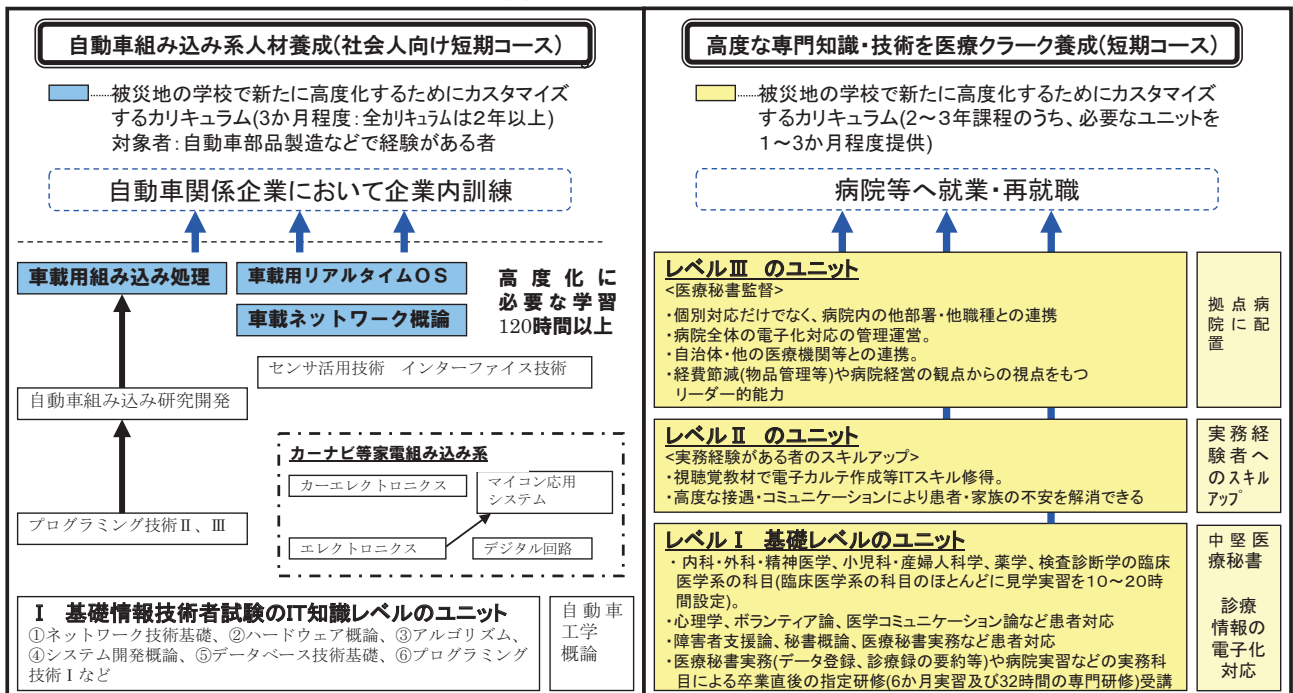 自動車組み込み系人材養成(社会人向け短期コース)
‥‥‥被災地の学校で新たに高度化するためにカスタマイズ
するカリキュラム(3か月程度:全カリキュラムは2年以上)
対象者:自動車部品製造などで経験がある者
自動車関係企業において企業内訓練
車載用組み込み処理
車載用リアルタイムOS
車載ネットワーク概論
高度化に
必要な学習
120時間以上
センサ活用技術 インターファイス技術
自動車組み込み研究開発
カーナビ等家電組み込み系
カーエレクトロニクス
マイコン応用
システム
エレクトロニクス
デジタル回路
プログラミング技術Ⅱ、Ⅲ
Ⅰ 基礎情報技術者試験のIT知識レベルのユニット
①ネットワーク技術基礎、②ハードウェア概論、③アルゴリズム、
④システム開発概論、⑤データベース技術基礎、⑥プログラミング
技術Ⅰなど
自動車
工学
概論
高度な専門知識・技術を医療クラーク養成(短期コース)
‥‥‥被災地の学校で新たに高度化するためにカスタマイズ
するカリキュラム(2～3年課程のうち、必要なユニットを
1～3か月程度提供)
病院等へ就業・再就職
レベルⅢ のユニット
<医療秘書監督>
・個別対応だけでなく、病院内の他部署・他職種との連携
・病院全体の電子化対応の管理運営。
・自治体・他の医療機関等との連携。
・経費節減(物品管理等)や病院経営の観点からの視点をもつ
リーダー的能力
拠点病
院に配
置
レベルⅡ のユニット
<実務経験がある者のスキルアップ>
・視聴覚教材で電子カルテ作成等ITスキル修得。
・高度な接遇・コミュニケーションにより患者・家族の不安を解消できる
実務経
験者へ
のスキル
アップ
レベルⅠ 基礎レベルのユニット
・内科・外科・精神医学、小児科・産婦人科学、薬学、検査診断学の臨床
医学系の科目(臨床医学系の科目のほとんどに見学実習を10～20時
間設定)。
・心理学、ボランティア論、医学コミュニケーション論など患者対応
・障害者支援論、秘書概論、医療秘書実務など患者対応
・医療秘書実務(データ登録、診療録の要約等)や病院実習などの実務科
目による卒業直後の指定研修(6か月実習及び32時間の専門研修)受講
中堅医
療秘書
診療
情報の
電子化
対応